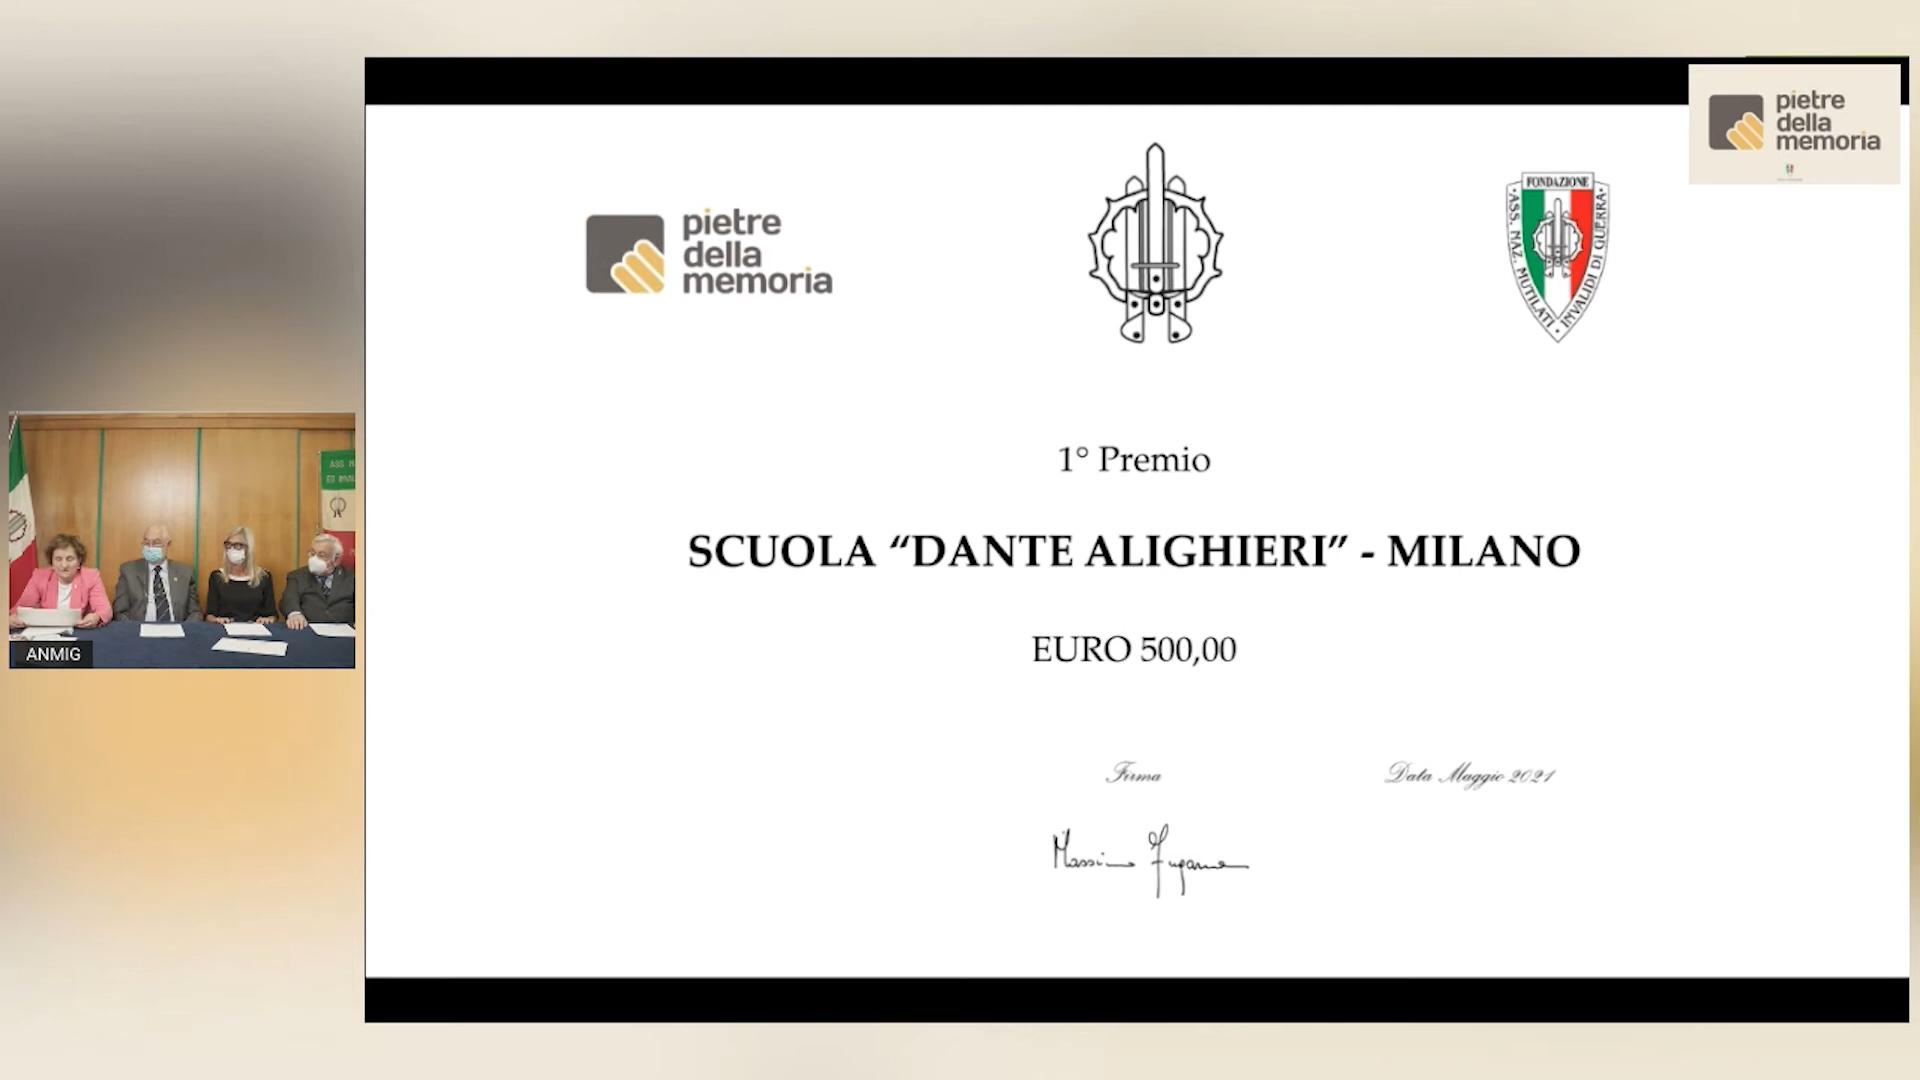 pietre
della
memoria
pietre
della
memoria
FONDAZIONE
ASS. NAZ. MUTILATI · INVALIDI DI GUERRA
1° Premio
SCUOLA “DANTE ALIGHIERI” - MILANO
EURO 500,00
Firma
Data Maggio 2021
Massimo
ANMIG